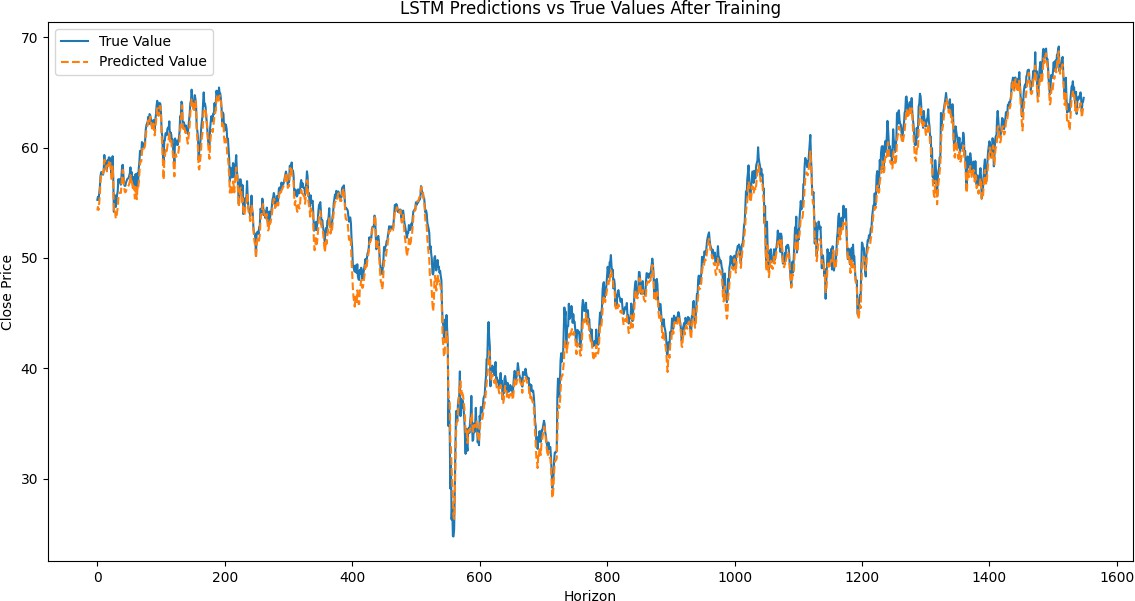 LSTM Predictions vs True Values After Training
True Value
Predicted Value
Close Price
70
60
50
40
30
0 200 400 600 800 1000 1200 1400 1600
Horizon